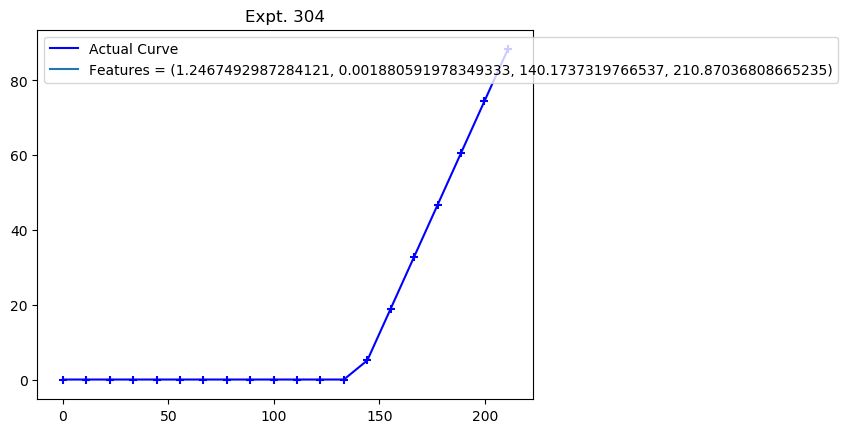 Expt. 304
Actual Curve
Features = (1.2467492987284121, 0.001880591978349333, 140.1737319766537, 210.87036808665235)
80
60
40
20
0
0 50 100 150 200